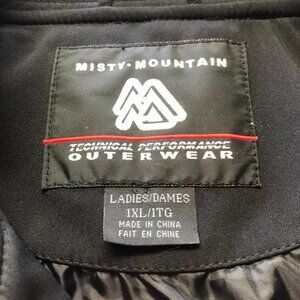 MISTY·MOUNTAIN
TECHNICAL PERFORMANCE
OUTERWEAR
LADIES/DAMES
1XL/1TG
MADE IN CHINA
FAIT EN CHINE